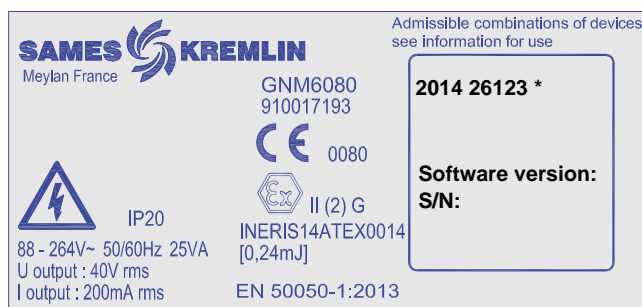 SAMES KREMLIN
Meylan France
Admissible combinations of devices
see information for use
GNM6080
910017193
CE 0080
Ex II (2) G
INERIS14ATEX0014
[0,24mJ]
EN 50050-1:2013
IP20
88 - 264V~ 50/60Hz 25VA
U output : 40V rms
I output : 200mA rms
2014 26123 *
Software version:
S/N: